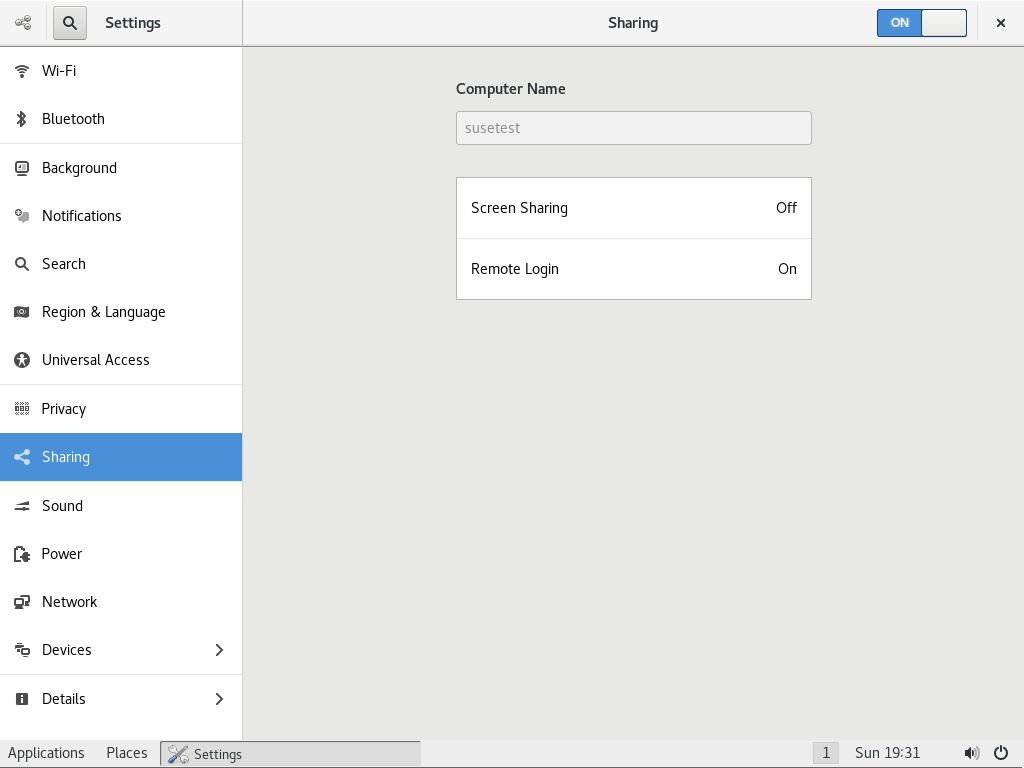 Settings
Sharing
ON
Wi-Fi
Bluetooth
Background
Notifications
Search
Region & Language
Universal Access
Privacy
Sharing
Sound
Power
Network
Devices
Details
Computer Name
susetest
Screen Sharing Off
Remote Login On
Applications Places Settings 1 Sun 19:31